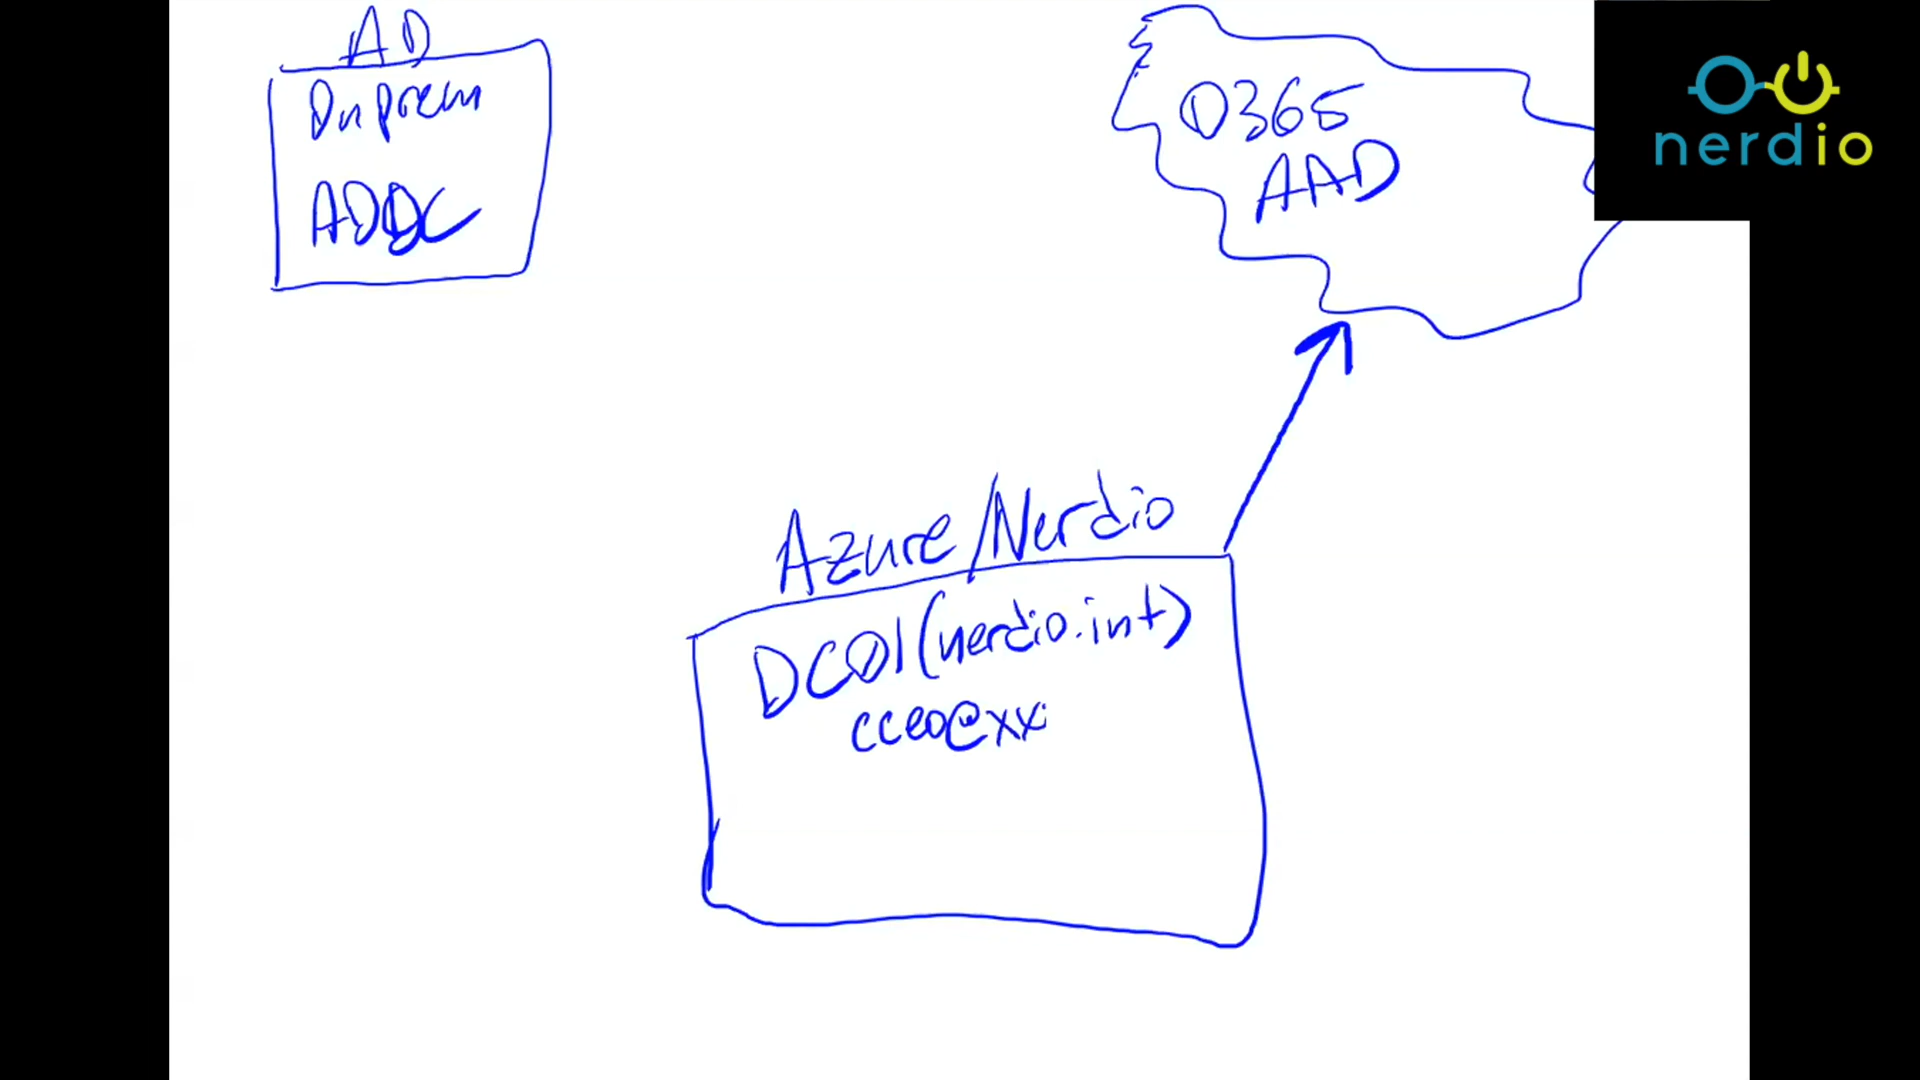 AD
OnPrem
ADDC
O365
AAD
nerdio
Azure/Nerdio
DC01(nerdio.int)
cceo@xx